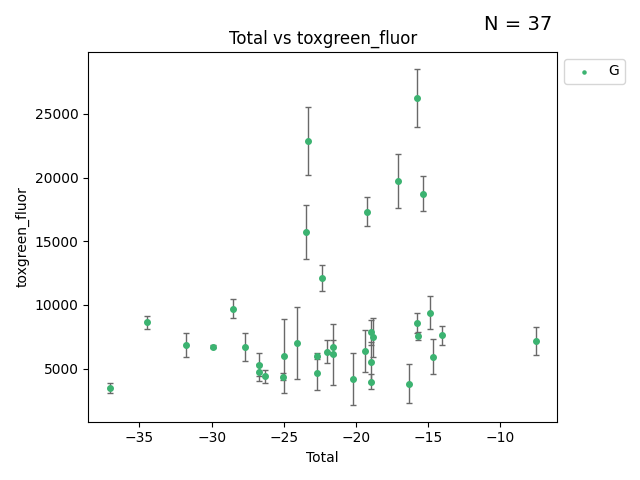 N = 37
Total vs toxgreen_fluor
G
25000
20000
15000
10000
5000
toxgreen_fluor
−35 −30 −25 −20 −15 −10
Total